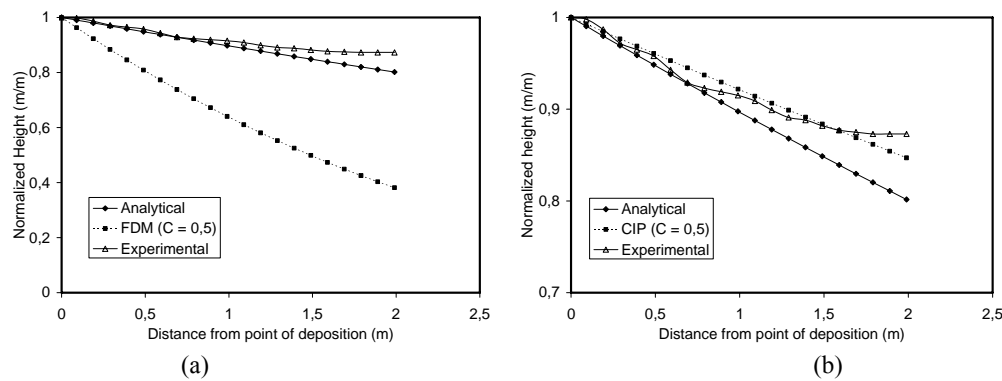 Normalized Height (m/m)
1
0,8
0,6
0,4
0,2
0
0
0,5
1
1,5
2
2,5
Distance from point of deposition (m)
Analytical
FDM (C = 0,5)
Experimental
(a)
Normalized height (m/m)
1
0,9
0,8
0,7
0
0,5
1
1,5
2
2,5
Distance from point of deposition (m)
Analytical
CIP (C = 0,5)
Experimental
(b)